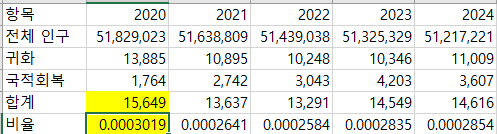 항목 2020 2021 2022 2023 2024
전체 인구 51,829,023 51,638,809 51,439,038 51,325,329 51,217,221
귀화 13,885 10,895 10,248 10,346 11,009
국적회복 1,764 2,742 3,043 4,203 3,607
합계 15,649 13,637 13,291 14,549 14,616
비율 0.0003019 0.0002641 0.0002584 0.0002835 0.0002854